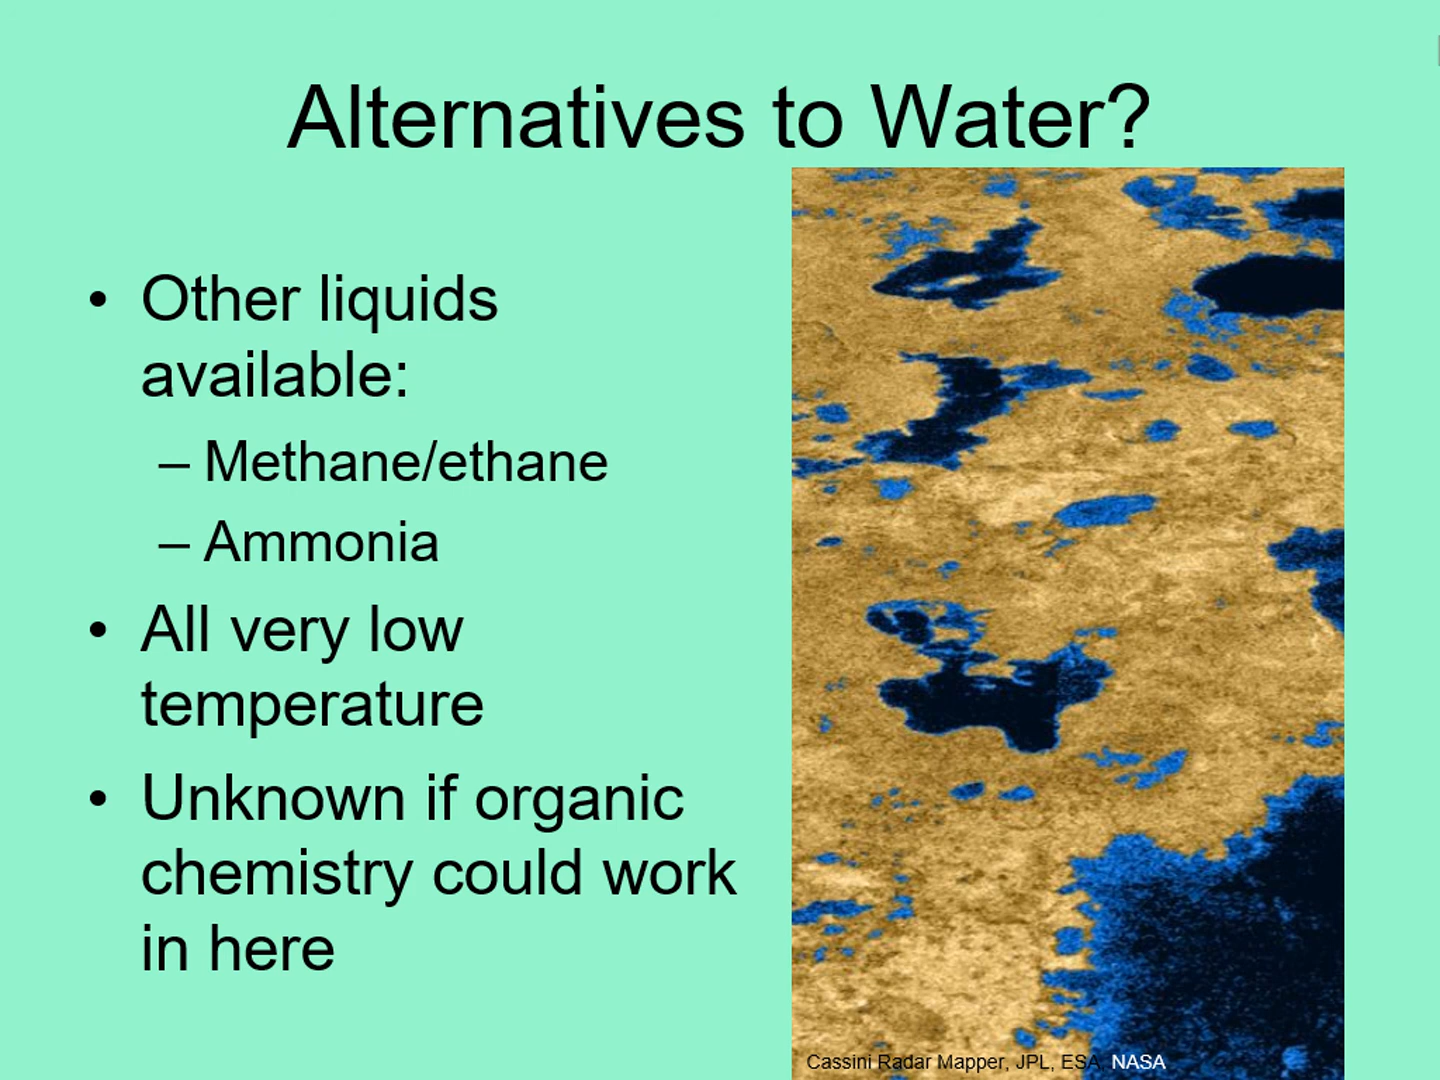 Alternatives to Water?
• Other liquids
available:
– Methane/ethane
– Ammonia
• All very low
temperature
• Unknown if organic
chemistry could work
in here
Cassini Radar Mapper, JPL, ESA, NASA